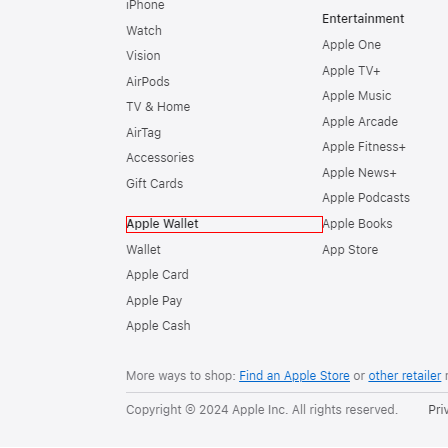 iPhone
Watch
Vision
AirPods
TV & Home
AirTag
Accessories
Gift Cards
Apple Wallet
Wallet
Apple Card
Apple Pay
Apple Cash
Entertainment
Apple One
Apple TV+
Apple Music
Apple Arcade
Apple Fitness+
Apple News+
Apple Podcasts
Apple Books
App Store
More ways to shop: Find an Apple Store or other retailer
Copyright © 2024 Apple Inc. All rights reserved.